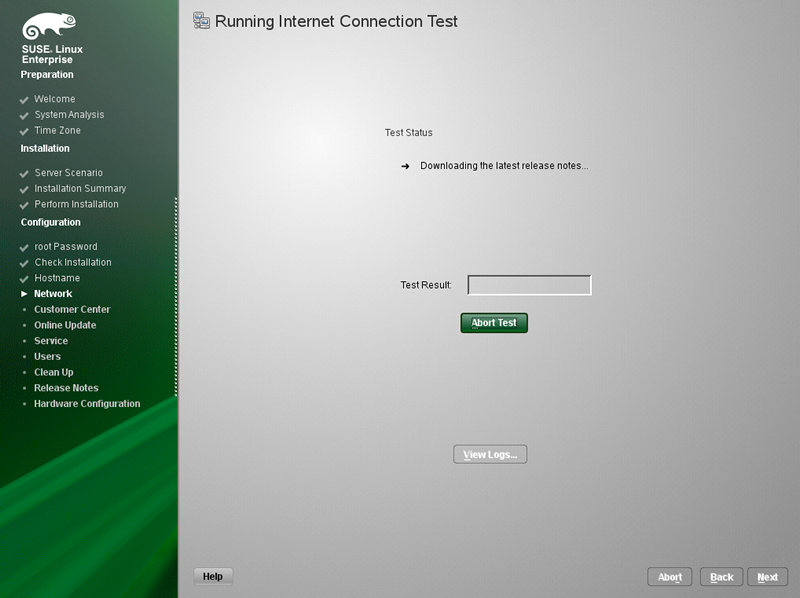 SUSE. Linux
Enterprise
Preparation
Welcome
System Analysis
Time Zone
Installation
Server Scenario
Installation Summary
Perform Installation
Configuration
root Password
Check Installation
Hostname
Network
Customer Center
Online Update
Service
Users
Clean Up
Release Notes
Hardware Configuration
Running Internet Connection Test
Test Status
Downloading the latest release notes...
Test Result:
Abort Test
View Logs...
Help
Abort
Back
Next